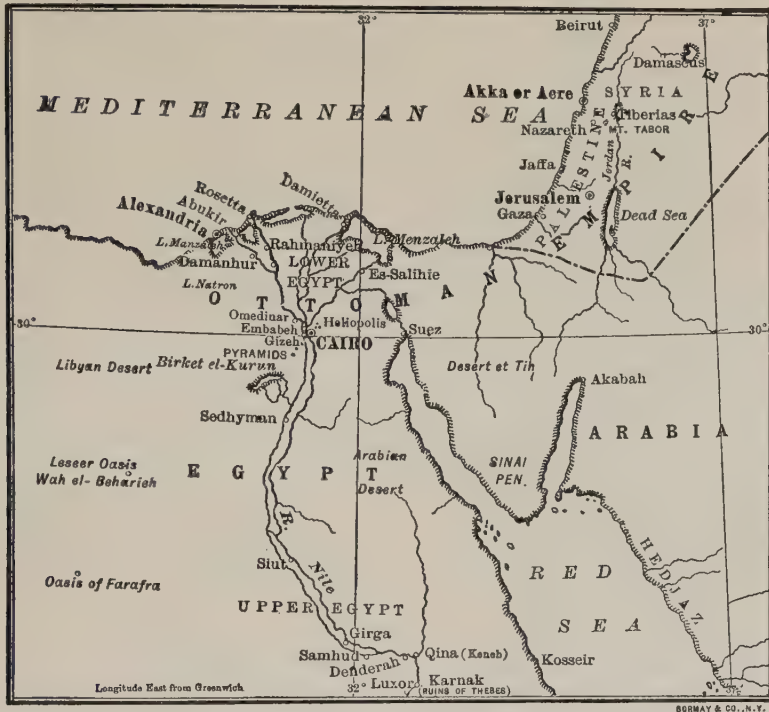 32°
37°
Beirut
Damascus
MEDITERRANEAN SEA
Akka or Acre
SYRIA
Tiberias
Nazareth
MT. TABOR
Jaffa
PALESTINE
Jordan R.
Jerusalem
Gaza
Dead Sea
Rosetta
Damietta
Abukir
Alexandria
L. Manzaleh
Rahmaniyeh
L. Menzaleh
Damanhur
LOWER
EGYPT
Es-Salihie
L. Natron
OTTOMAN EMPIRE
Omedinar
Embabeh
Heliopolis
30°
30°
Gizeh
CAIRO
Suez
PYRAMIDS
Libyan Desert
Birket el-Kurun
Desert et Tih
Akabah
Sedhyman
ARABIA
Lesser Oasis
Wah el-Beharieh
EGYPT
Arabian
Desert
SINAI
PEN.
R. Nile
Siut
Oasis of Farafra
RED
SEA
HEDJAZ
UPPER EGYPT
Girga
Samhud
Denderah
Qina (Keneh)
Kosseir
Longitude East from Greenwich
32°
Luxor
Karnak
(RUINS OF THEBES)
37°
BORMAY & CO., N.Y.